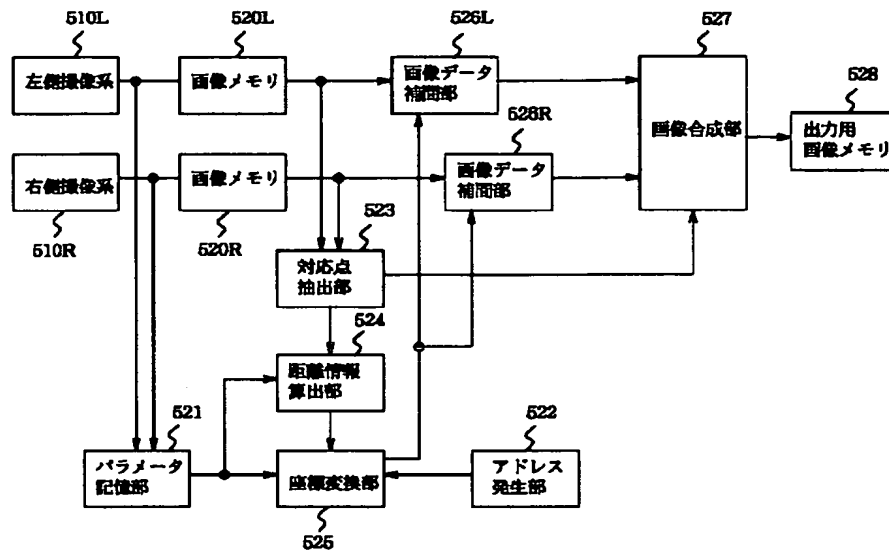 510L
520L
526L
527
左側撮像系
画像メモリ
画像データ
補間部
528
526R
画像合成部
出力用
画像メモリ
右側撮像系
画像メモリ
画像データ
補間部
510R
520R
523
対応点
抽出部
524
距離情報
算出部
521
522
パラメータ
記憶部
座標変換部
アドレス
発生部
525